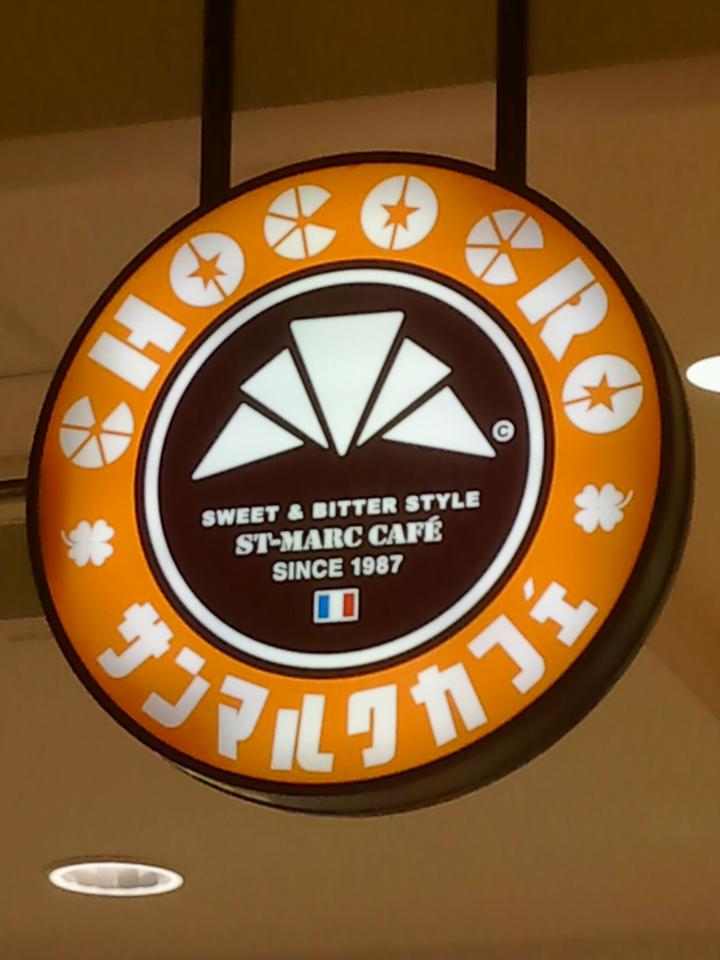 CHOCOCRO
©
SWEET & BITTER STYLE
ST-MARC CAFÉ
SINCE 1987
サンマルクカフェ